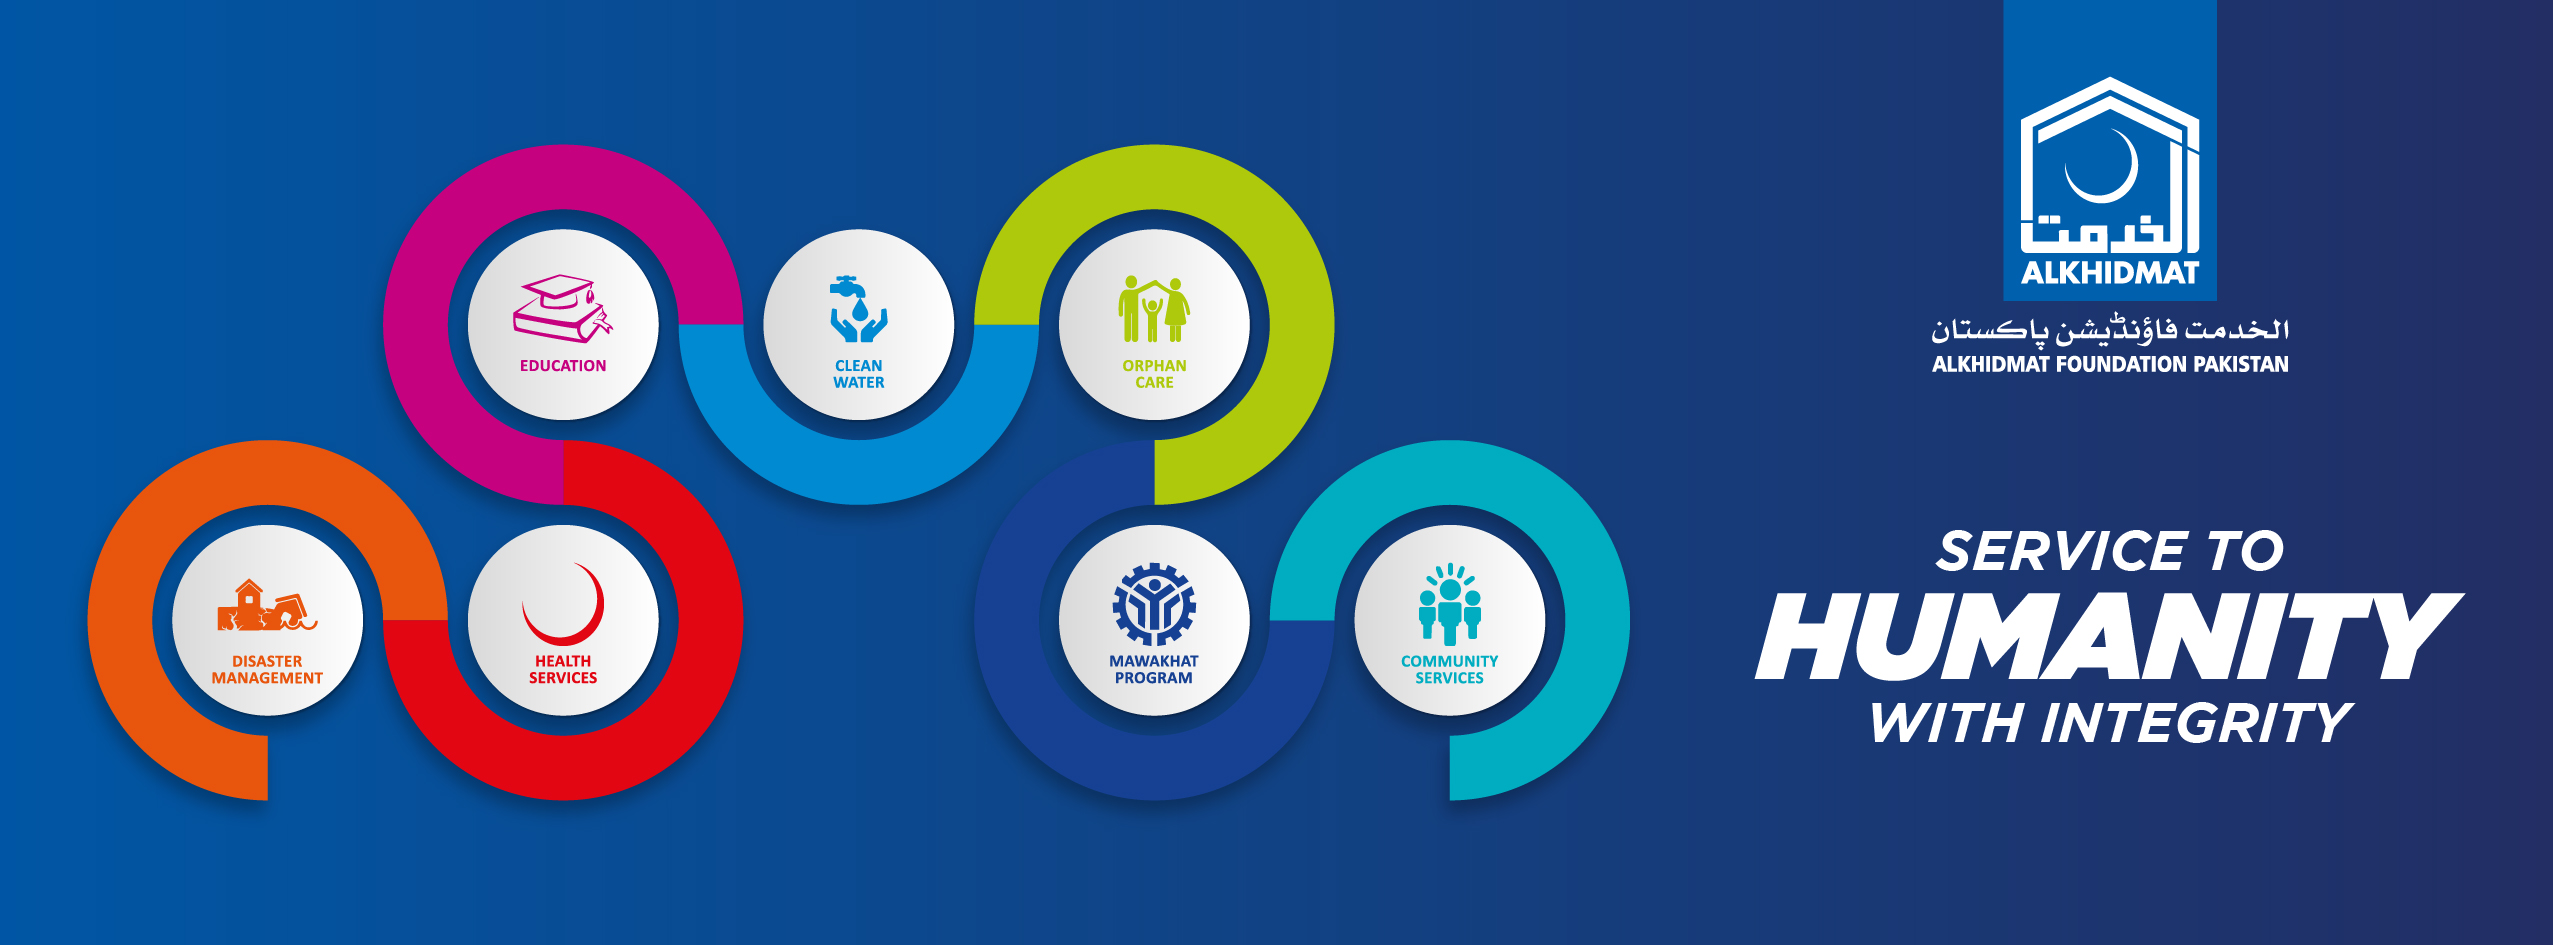 EDUCATION
CLEAN
WATER
ORPHAN
CARE
DISASTER
MANAGEMENT
HEALTH
SERVICES
MAWAKHAT
PROGRAM
COMMUNITY
SERVICES
الخدمت
ALKHIDMAT
الخدمت فاؤنڈیشن پاکستان
ALKHIDMAT FOUNDATION PAKISTAN
SERVICE TO
HUMANITY
WITH INTEGRITY